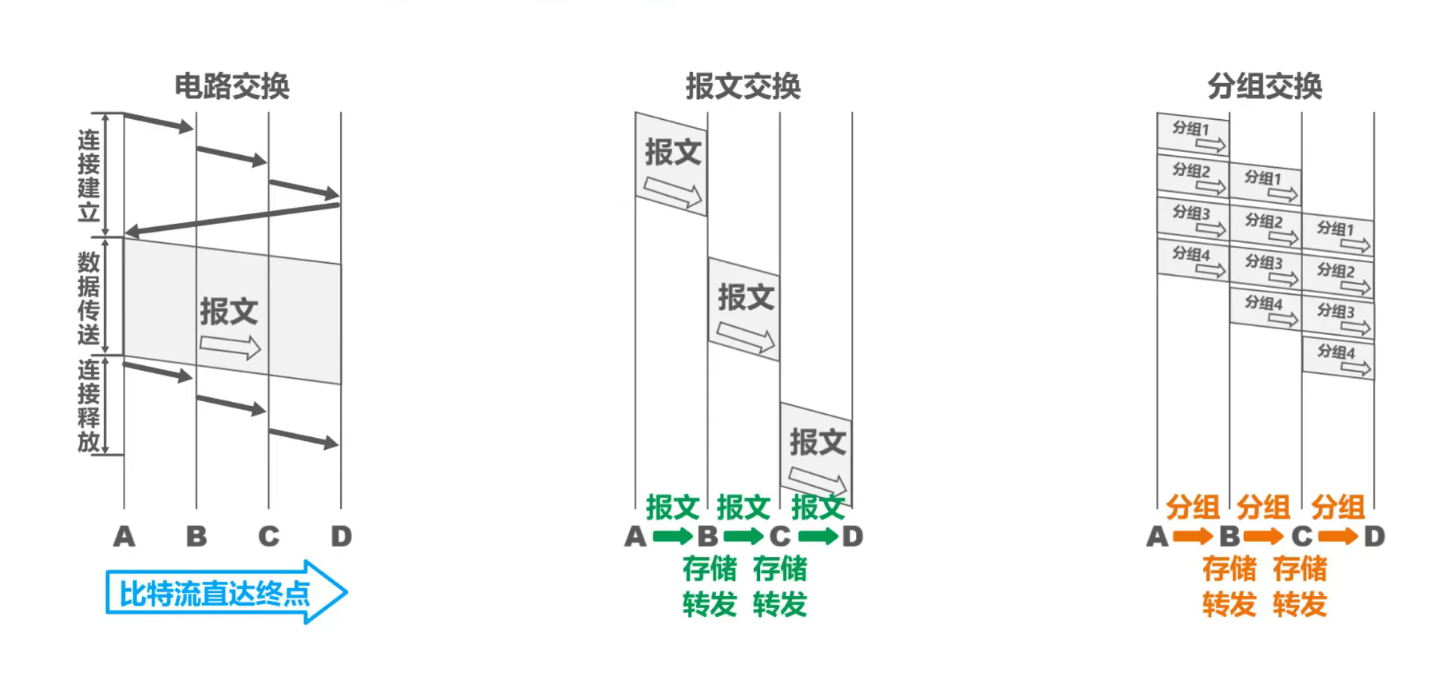 电路交换
连接建立
数据传送
报文
连接释放
A B C D
比特流直达终点
报文交换
报文
报文
报文
报文 报文 报文
A B C D
存储 存储
转发 转发
分组交换
分组1
分组2 分组1
分组3 分组2 分组1
分组4 分组3 分组2
分组4 分组3
分组4
分组 分组 分组
A B C D
存储 存储
转发 转发